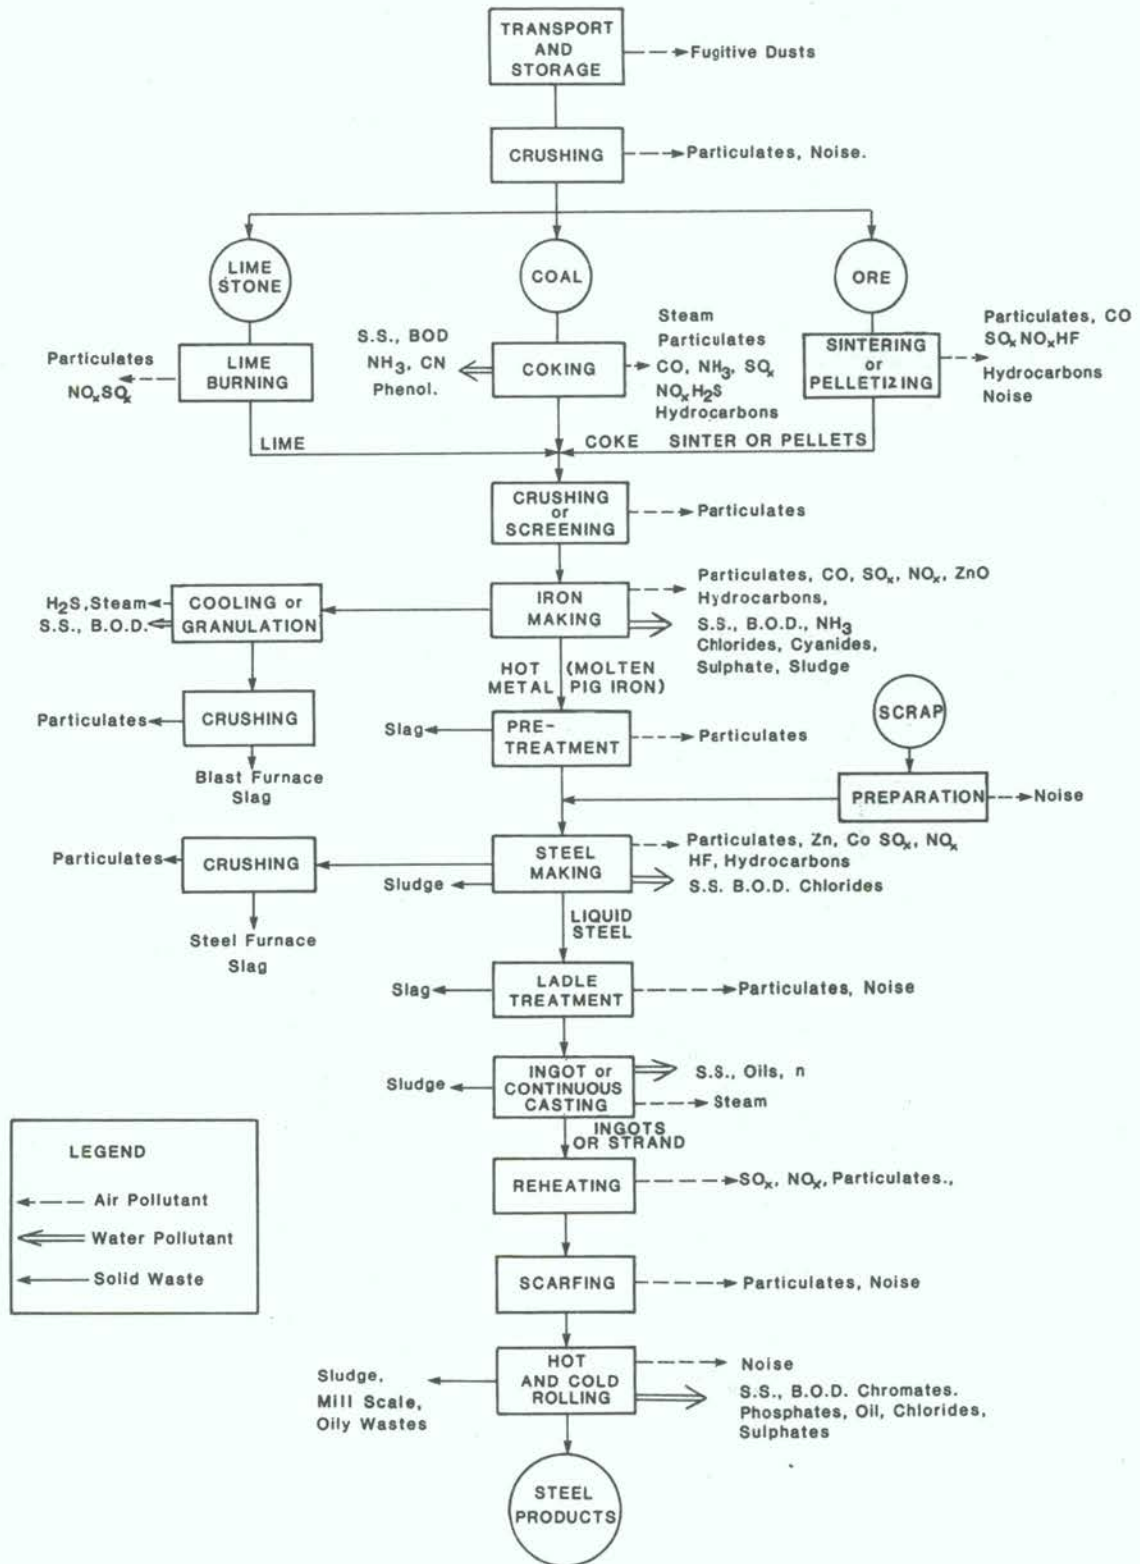 TRANSPORT
AND
STORAGE
Fugitive Dusts
CRUSHING
Particulates, Noise.
LIME
STONE
COAL
ORE
Particulates
NOxSOx
LIME
BURNING
S.S., BOD
NH3, CN
Phenol.
COKING
Steam
Particulates
CO, NH3, SOx
NOxH2S
Hydrocarbons
SINTERING
or
PELLETIZING
Particulates, CO
SOxNOxHF
Hydrocarbons
Noise
LIME
COKE
SINTER OR PELLETS
CRUSHING
or
SCREENING
Particulates
H2S,Steam
S.S., B.O.D.
COOLING or
GRANULATION
IRON
MAKING
Particulates, CO, SOx, NOx, ZnO
Hydrocarbons,
S.S., B.O.D., NH3
Chlorides, Cyanides,
Sulphate, Sludge
HOT (MOLTEN
METAL PIG IRON)
Particulates
CRUSHING
Blast Furnace
Slag
Slag
PRE-
TREATMENT
Particulates
SCRAP
PREPARATION
Noise
Particulates
CRUSHING
Steel Furnace
Slag
Sludge
STEEL
MAKING
Particulates, Zn, Co SOx, NOx
HF, Hydrocarbons
S.S. B.O.D. Chlorides
LIQUID
STEEL
Slag
LADLE
TREATMENT
Particulates, Noise
Sludge
INGOT or
CONTINUOUS
CASTING
S.S., Oils, n
Steam
INGOTS
OR STRAND
REHEATING
SOx, NOx, Particulates.,
SCARFING
Particulates, Noise
Sludge,
Mill Scale,
Oily Wastes
HOT
AND COLD
ROLLING
Noise
S.S., B.O.D. Chromates.
Phosphates, Oil, Chlorides,
Sulphates
STEEL
PRODUCTS
LEGEND
Air Pollutant
Water Pollutant
Solid Waste